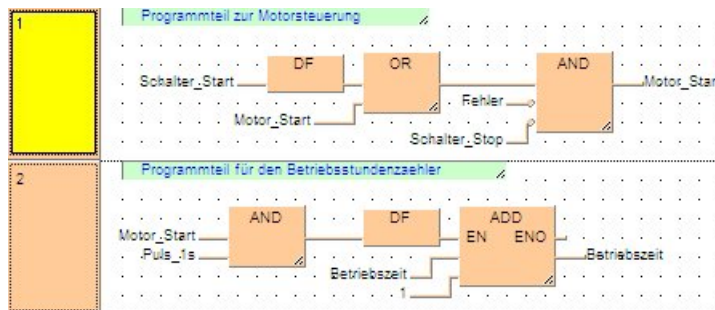 1
Programmteil zur Motorsteuerung
DF
OR
AND
Schalter_Start
Motor_Start
Fehler
Motor_Star
Schalter_Stop
2
Programmteil für den Betriebsstundenzaehler
AND
DF
ADD
Motor_Start
EN ENO
Puls_1s
Betriebszeit
Betriebszeit
1